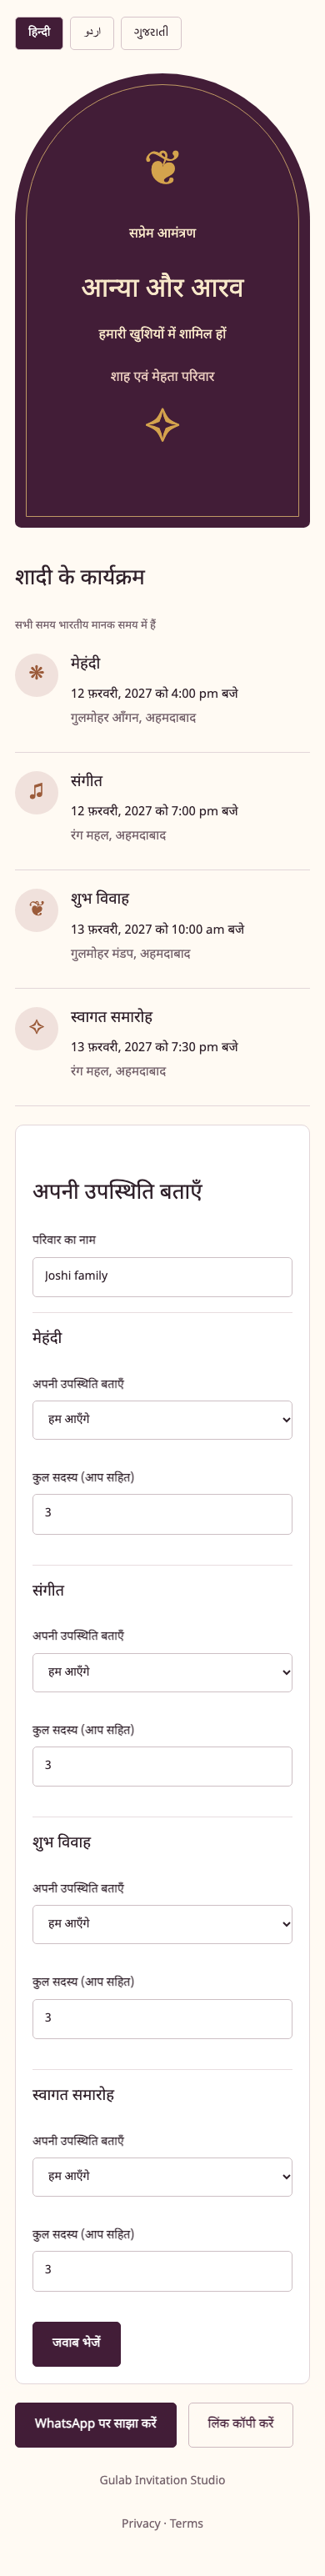 हिन्दी
اردو
ગુજરાતી
सप्रेम आमंत्रण
आन्या और आरव
हमारी खुशियों में शामिल हों
शाह एवं मेहता परिवार
शादी के कार्यक्रम
सभी समय भारतीय मानक समय में हैं
मेहंदी
12 फ़रवरी, 2027 को 4:00 pm बजे
गुलमोहर आँगन, अहमदाबाद
संगीत
12 फ़रवरी, 2027 को 7:00 pm बजे
रंग महल, अहमदाबाद
शुभ विवाह
13 फ़रवरी, 2027 को 10:00 am बजे
गुलमोहर मंडप, अहमदाबाद
स्वागत समारोह
13 फ़रवरी, 2027 को 7:30 pm बजे
रंग महल, अहमदाबाद
अपनी उपस्थिति बताएँ
परिवार का नाम
Joshi family
मेहंदी
अपनी उपस्थिति बताएँ
हम आएँगे
कुल सदस्य (आप सहित)
3
संगीत
अपनी उपस्थिति बताएँ
हम आएँगे
कुल सदस्य (आप सहित)
3
शुभ विवाह
अपनी उपस्थिति बताएँ
हम आएँगे
कुल सदस्य (आप सहित)
3
स्वागत समारोह
अपनी उपस्थिति बताएँ
हम आएँगे
कुल सदस्य (आप सहित)
3
जवाब भेजें
WhatsApp पर साझा करें
लिंक कॉपी करें
Gulab Invitation Studio
Privacy · Terms